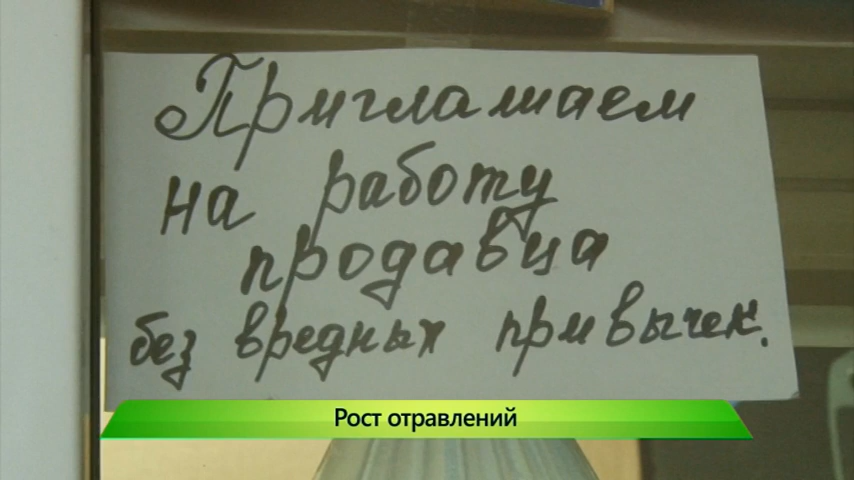 Приглашаем
на работу
продавца
без вредных привычек.
Рост отравлений